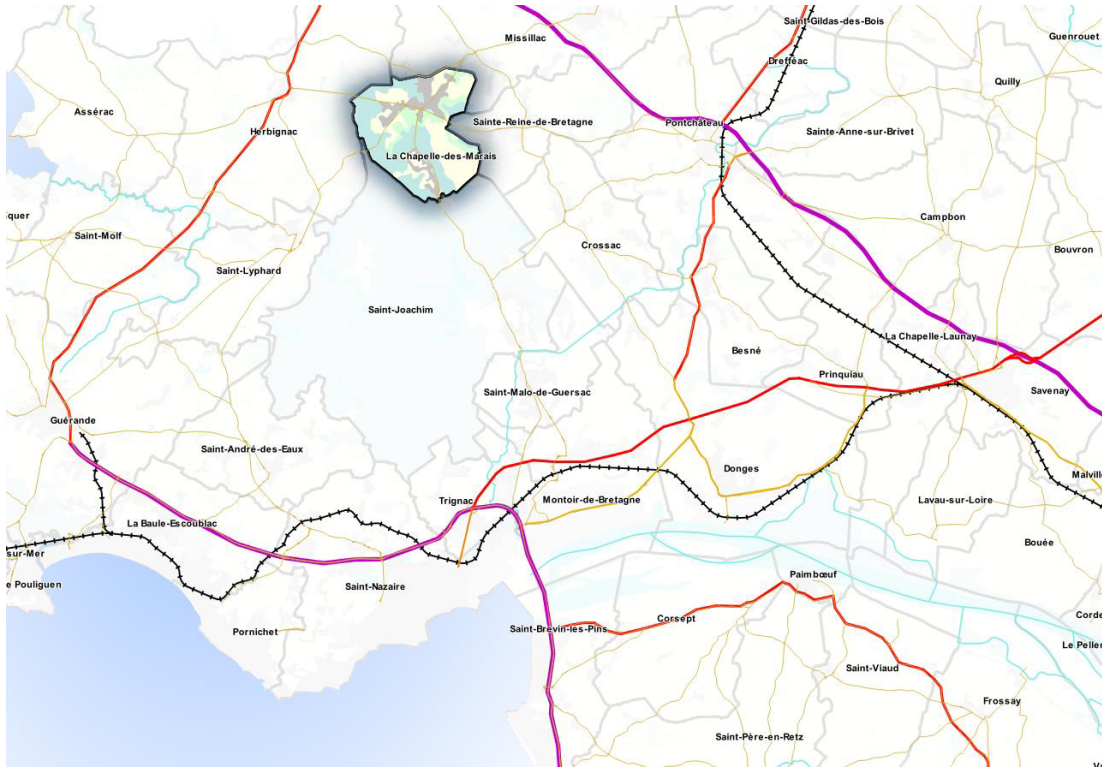 Saint-Gildas-des-Bois
Missillac
Guenrouet
Drefféac
Quilly
Assérac
Herbignac
Sainte-Reine-de-Bretagne
Pontchâteau
Sainte-Anne-sur-Brivet
La Chapelle-des-Marais
quer
Saint-Molf
Campbon
Crossac
Bouvron
Saint-Lyphard
Saint-Joachim
La Chapelle-Launay
Besné
Prinquiau
Saint-Malo-de-Guersac
Savenay
Guérande
Saint-André-des-Eaux
Donges
Malville
Trignac
Montoir-de-Bretagne
Lavau-sur-Loire
La Baule-Escoublac
Bouée
sur-Mer
e Pouliguen
Saint-Nazaire
Paimbœuf
Corde
Corsept
Saint-Brévin-les-Pins
Pornichet
Le Peller
Saint-Viaud
Frossay
Saint-Père-en-Retz